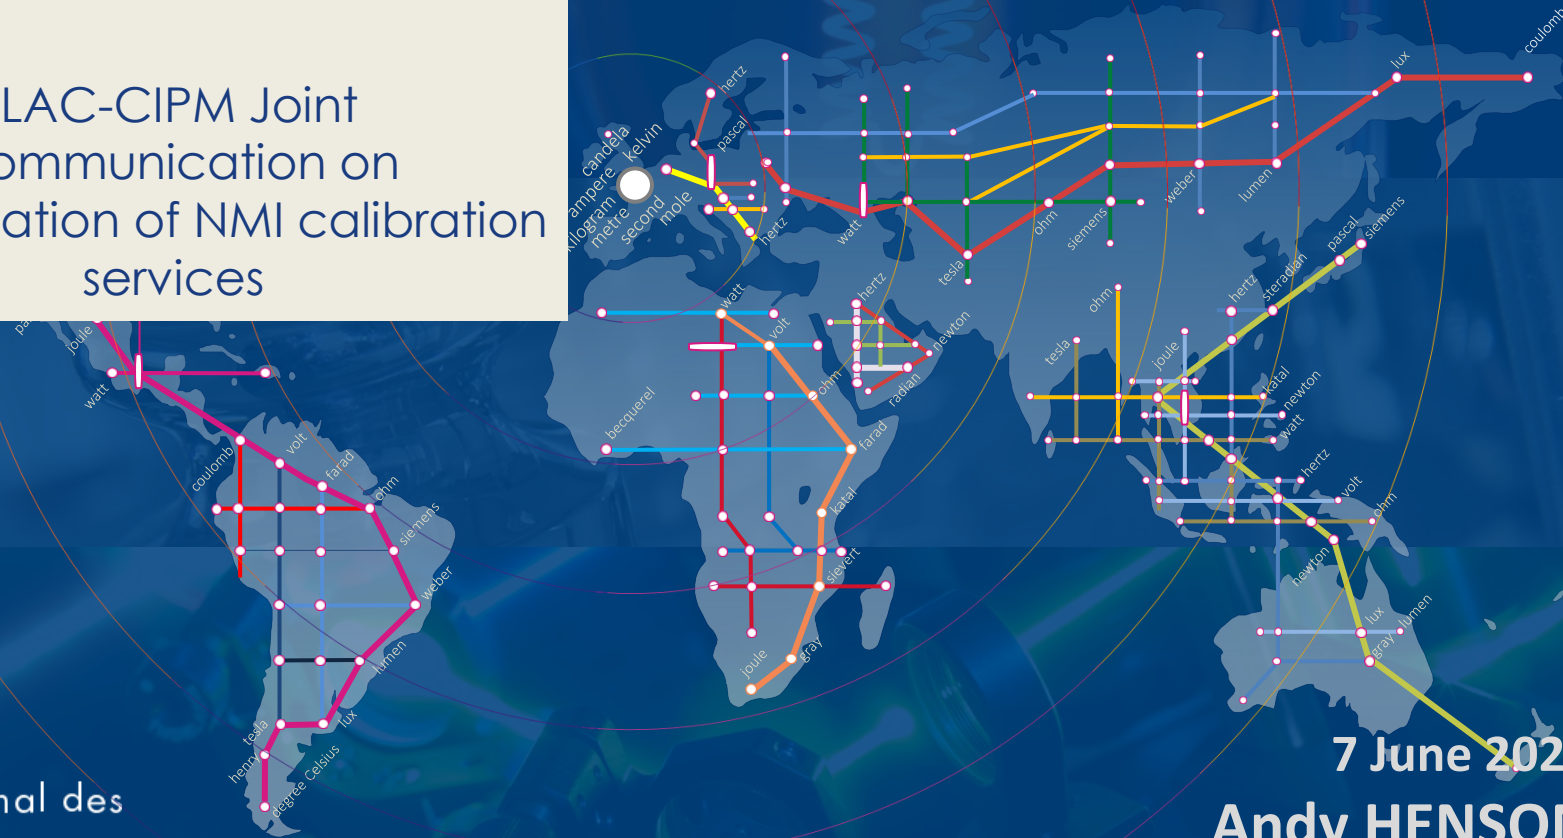 LAC-CIPM Joint
ommunication on
ation of NMI calibration
services
hertz
pascal
candela
kelvin
ampere
kilogram
metre
second
mole
hertz
watt
tesla
ohm
siemens
weber
lumen
lux
coulomb
siemens
pascal
steradian
hertz
joule
ohm
tesla
katal
newton
watt
hertz
volt
ohm
newton
lux
lumen
gray
watt
volt
hertz
newton
radian
ohm
becquerel
farad
katal
sievert
gray
joule
pa
joule
watt
coulomb
volt
farad
ohm
siemens
weber
lumen
lux
tesla
henry
degree Celsius
nal des
7 June 202
Andy HENSO